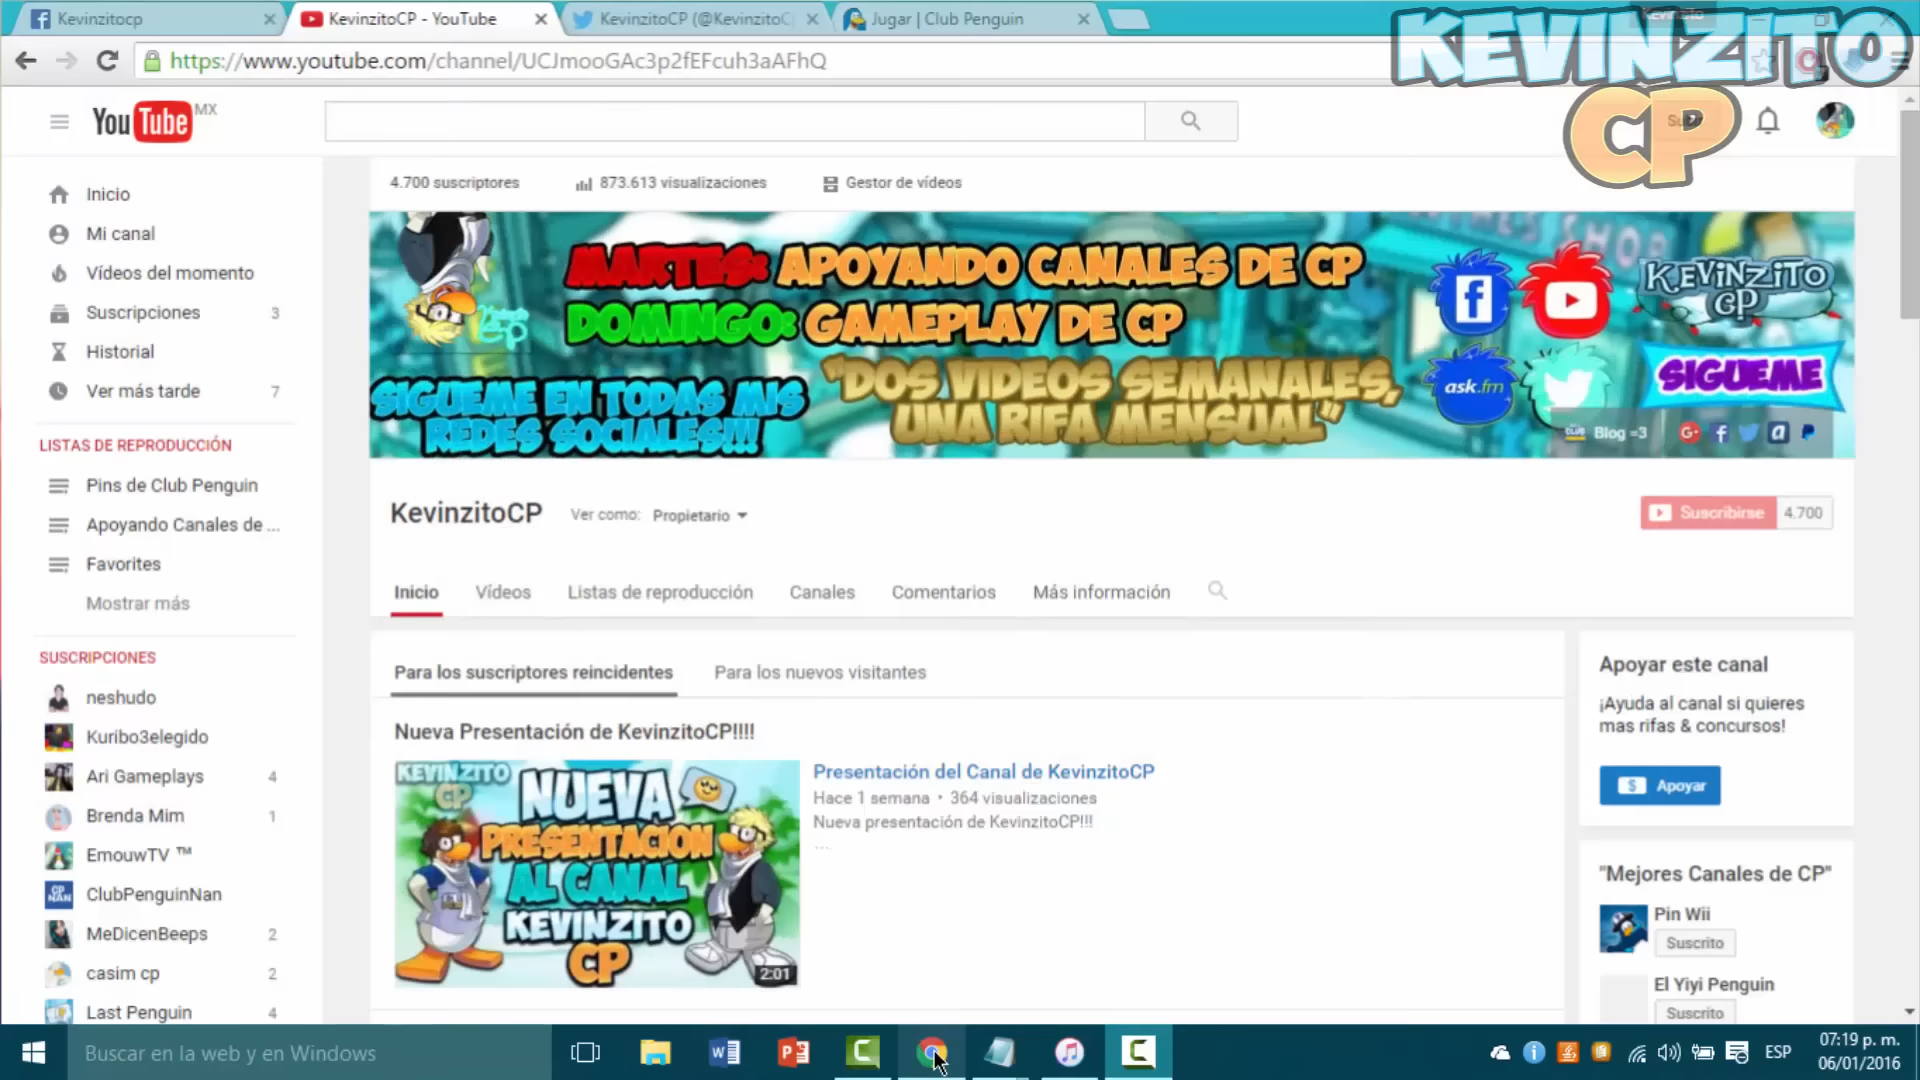 Kevinzitocp
KevinzitoCP - YouTube
KevinzitoCP (@KevinzitoC
Jugar | Club Penguin
https://www.youtube.com/channel/UCJmooGAc3p2fEFcuh3aAFhQ
KEVINZITO
CP
YouTube MX
4.700 suscriptores
873.613 visualizaciones
Gestor de vídeos
Inicio
Mi canal
Vídeos del momento
Suscripciones 3
Historial
Ver más tarde 7
LISTAS DE REPRODUCCIÓN
Pins de Club Penguin
Apoyando Canales de ...
Favorites
Mostrar más
SUSCRIPCIONES
neshudo
Kuribo3elegido
Ari Gameplays 4
Brenda Mim 1
EmouwTV ™
ClubPenguinNan
MeDicenBeeps 2
casim cp 2
Last Penguin 4
MARTES: APOYANDO CANALES DE CP
DOMINGO: GAMEPLAY DE CP
"DOS VIDEOS SEMANALES,
UNA RIFA MENSUAL"
SIGUEME EN TODAS MIS
REDES SOCIALES!!!
ask.fm
KEVINZITO
CP
SIGUEME
Blog =3
KevinzitoCP
Ver como: Propietario
Suscribirse 4.700
Inicio
Vídeos
Listas de reproducción
Canales
Comentarios
Más información
Para los suscriptores reincidentes
Para los nuevos visitantes
Nueva Presentación de KevinzitoCP!!!!
KEVINZITO
CP
NUEVA
PRESENTACION
AL CANAL
KEVINZITO
CP
2:01
Presentación del Canal de KevinzitoCP
Hace 1 semana • 364 visualizaciones
Nueva presentación de KevinzitoCP!!!
...
Apoyar este canal
¡Ayuda al canal si quieres
mas rifas & concursos!
Apoyar
"Mejores Canales de CP"
Pin Wii
Suscrito
El Yiyi Penguin
Suscrito
CP
NAN
Buscar en la web y en Windows
ESP
07:19 p. m.
06/01/2016